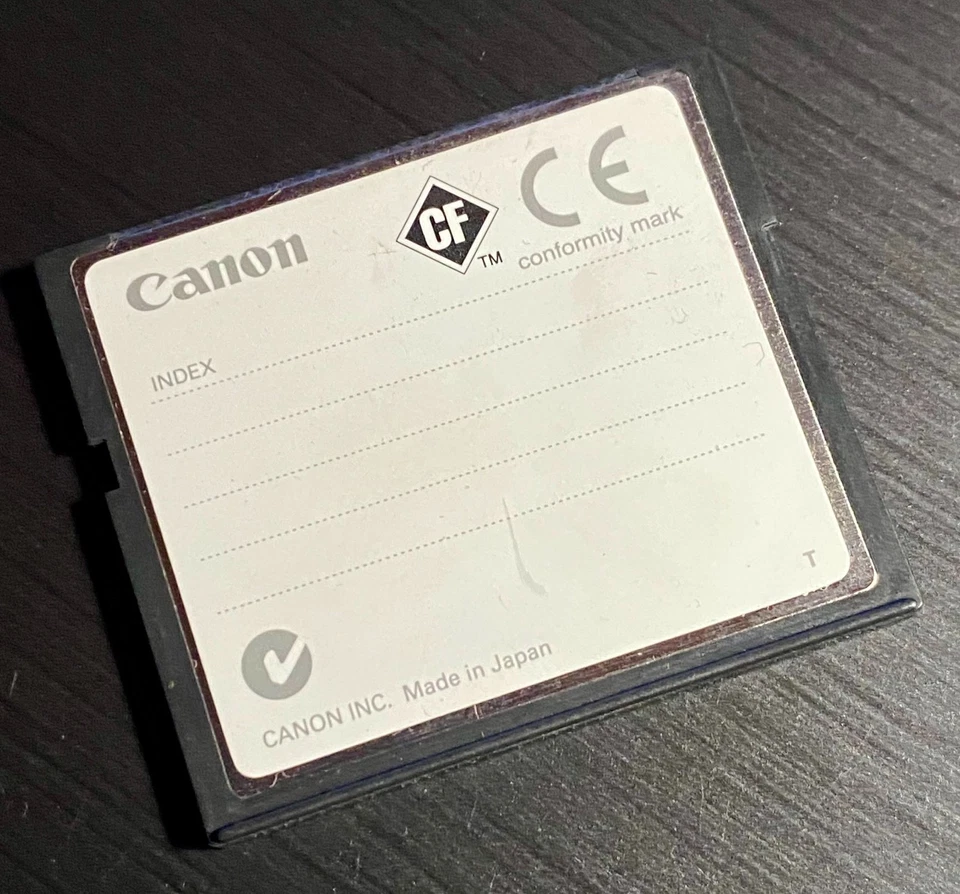 Canon
CF
TM
CE
conformity mark
INDEX
T
CANON INC. Made in Japan